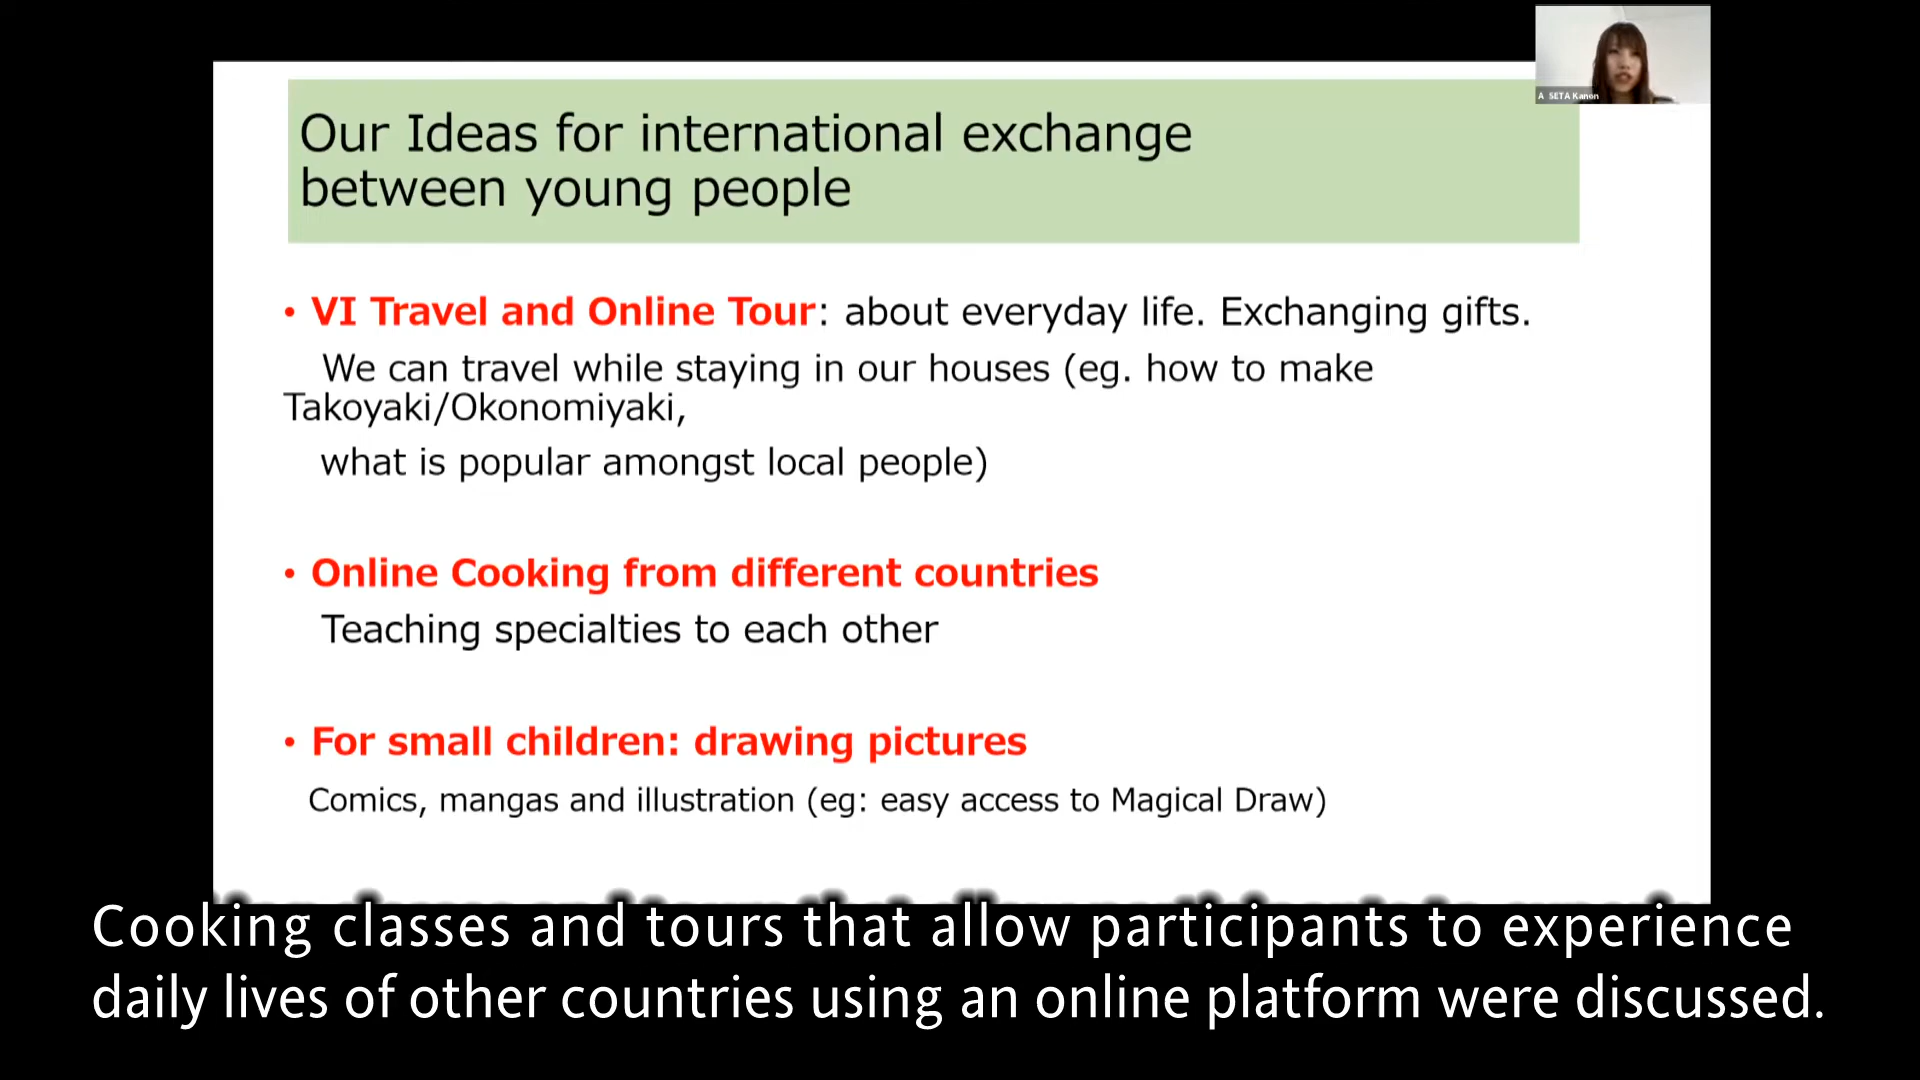 A SETA Kanon
Our Ideas for international exchange
between young people
• VI Travel and Online Tour: about everyday life. Exchanging gifts.
We can travel while staying in our houses (eg. how to make
Takoyaki/Okonomiyaki,
what is popular amongst local people)
• Online Cooking from different countries
Teaching specialties to each other
• For small children: drawing pictures
Comics, mangas and illustration (eg: easy access to Magical Draw)
Cooking classes and tours that allow participants to experience
daily lives of other countries using an online platform were discussed.